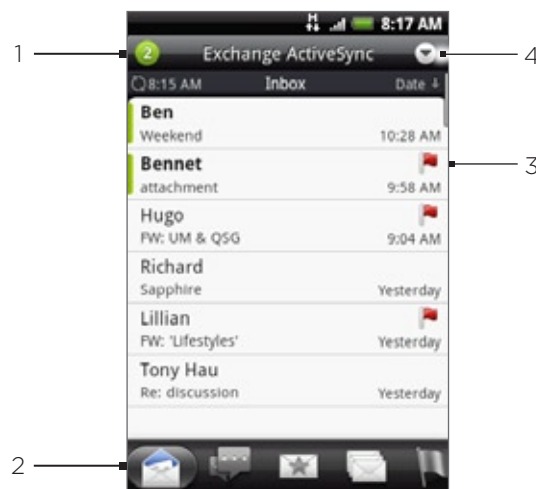 H 8:17 AM
1 2 Exchange ActiveSync 4
8:15 AM Inbox Date ↓
Ben
Weekend 10:28 AM
Bennet
3
attachment 9:58 AM
Hugo
FW: UM & QSG 9:04 AM
Richard
Sapphire Yesterday
Lillian
FW: 'Lifestyles' Yesterday
Tony Hau
Re: discussion Yesterday
2